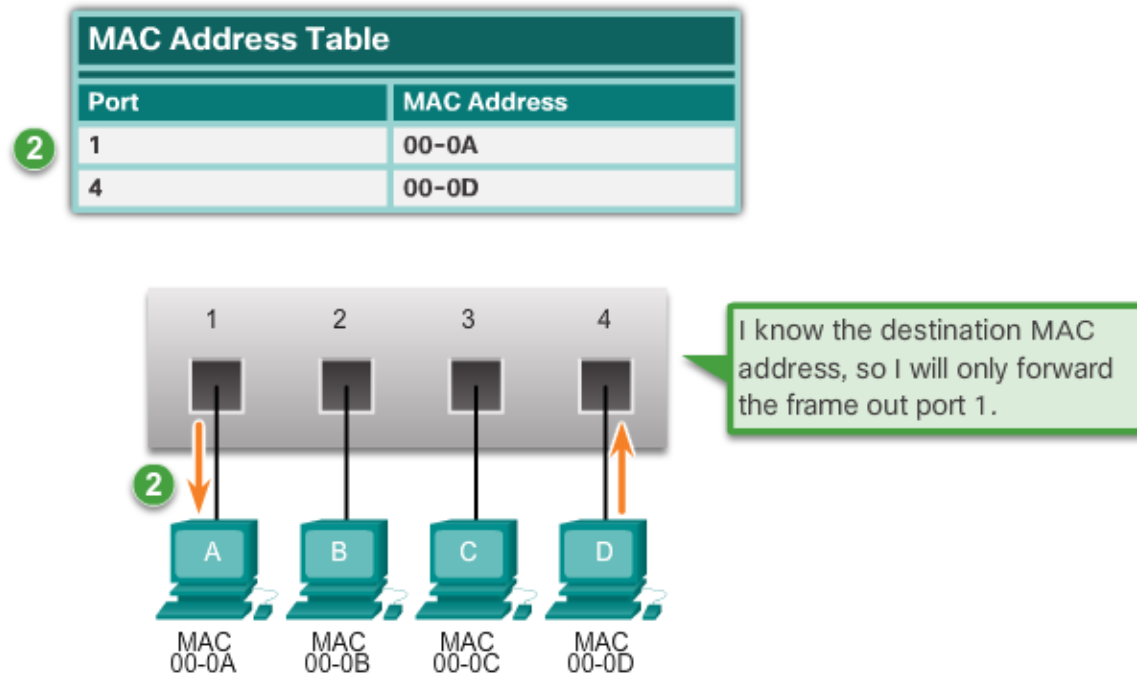 MAC Address Table
Port MAC Address
2
1 00-0A
4 00-0D
1 2 3 4
I know the destination MAC
address, so I will only forward
the frame out port 1.
2
A B C D
MAC MAC MAC MAC
00-0A 00-0B 00-0C 00-0D